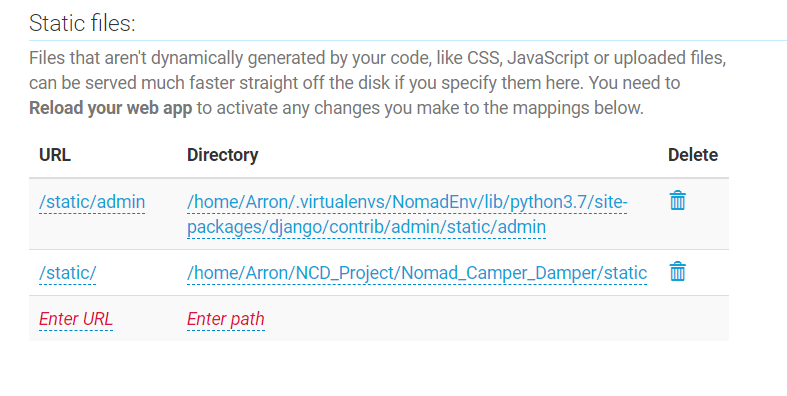 Static files:
Files that aren't dynamically generated by your code, like CSS, JavaScript or uploaded files,
can be served much faster straight off the disk if you specify them here. You need to
Reload your web app to activate any changes you make to the mappings below.
URL Directory Delete
/static/admin /home/Arron/.virtualenvs/NomadEnv/lib/python3.7/site-
packages/django/contrib/admin/static/admin
/static/ /home/Arron/NCD_Project/Nomad_Camper_Damper/static
Enter URL Enter path